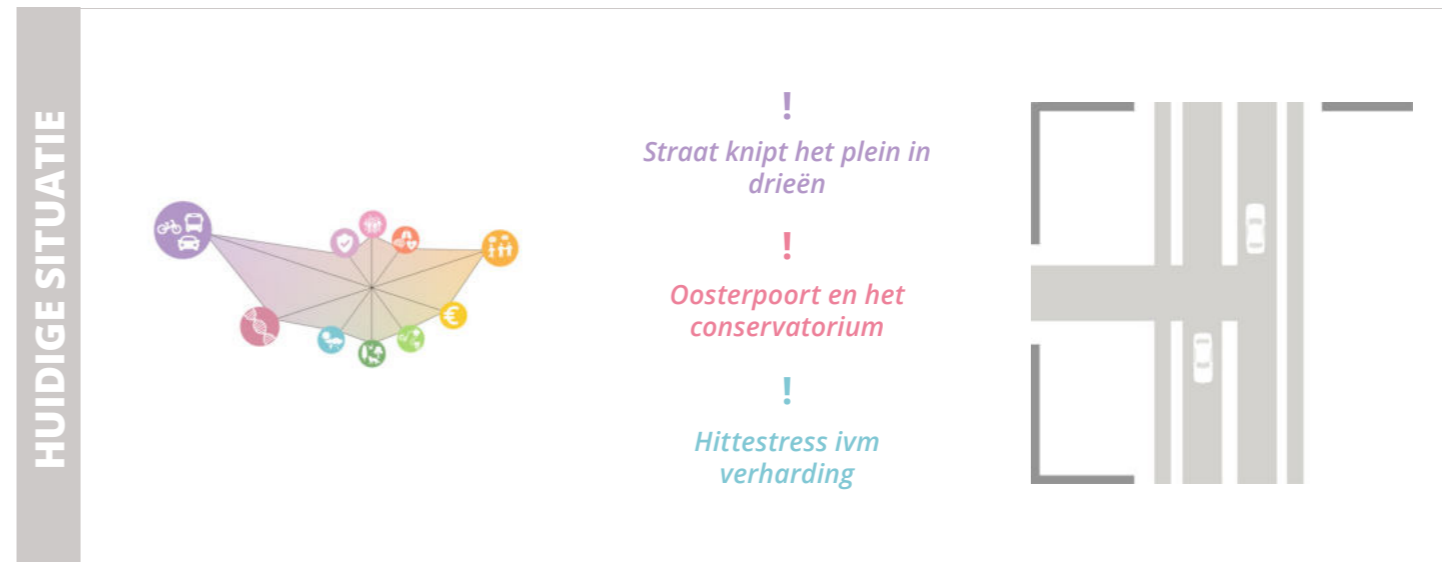 HUIDIGE SITUATIE
!
Straat knipt het plein in
drieën
!
Oosterpoort en het
conservatorium
!
Hittestress ivm
verharding
€